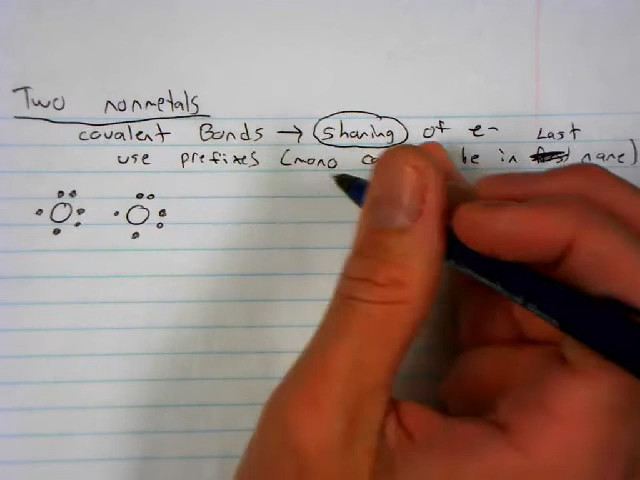 Two nonmetals
covalent Bonds → sharing of e- Last
use prefixes (mono be in name)
O O